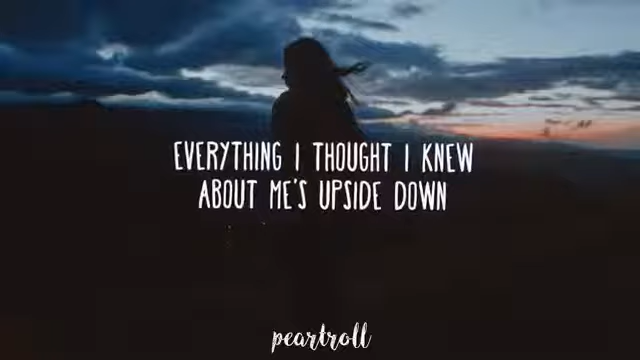 EVERYTHING I THOUGHT I KNEW
ABOUT ME'S UPSIDE DOWN
peartroll